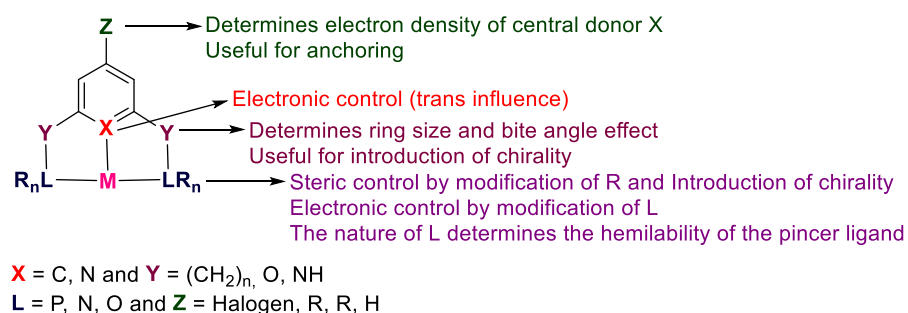 Z
Determines electron density of central donor X
Useful for anchoring
Electronic control (trans influence)
Y X Y
Determines ring size and bite angle effect
Useful for introduction of chirality
RnL M LRn
Steric control by modification of R and Introduction of chirality
Electronic control by modification of L
The nature of L determines the hemilability of the pincer ligand
X = C, N and Y = (CH2)n, O, NH
L = P, N, O and Z = Halogen, R, R, H